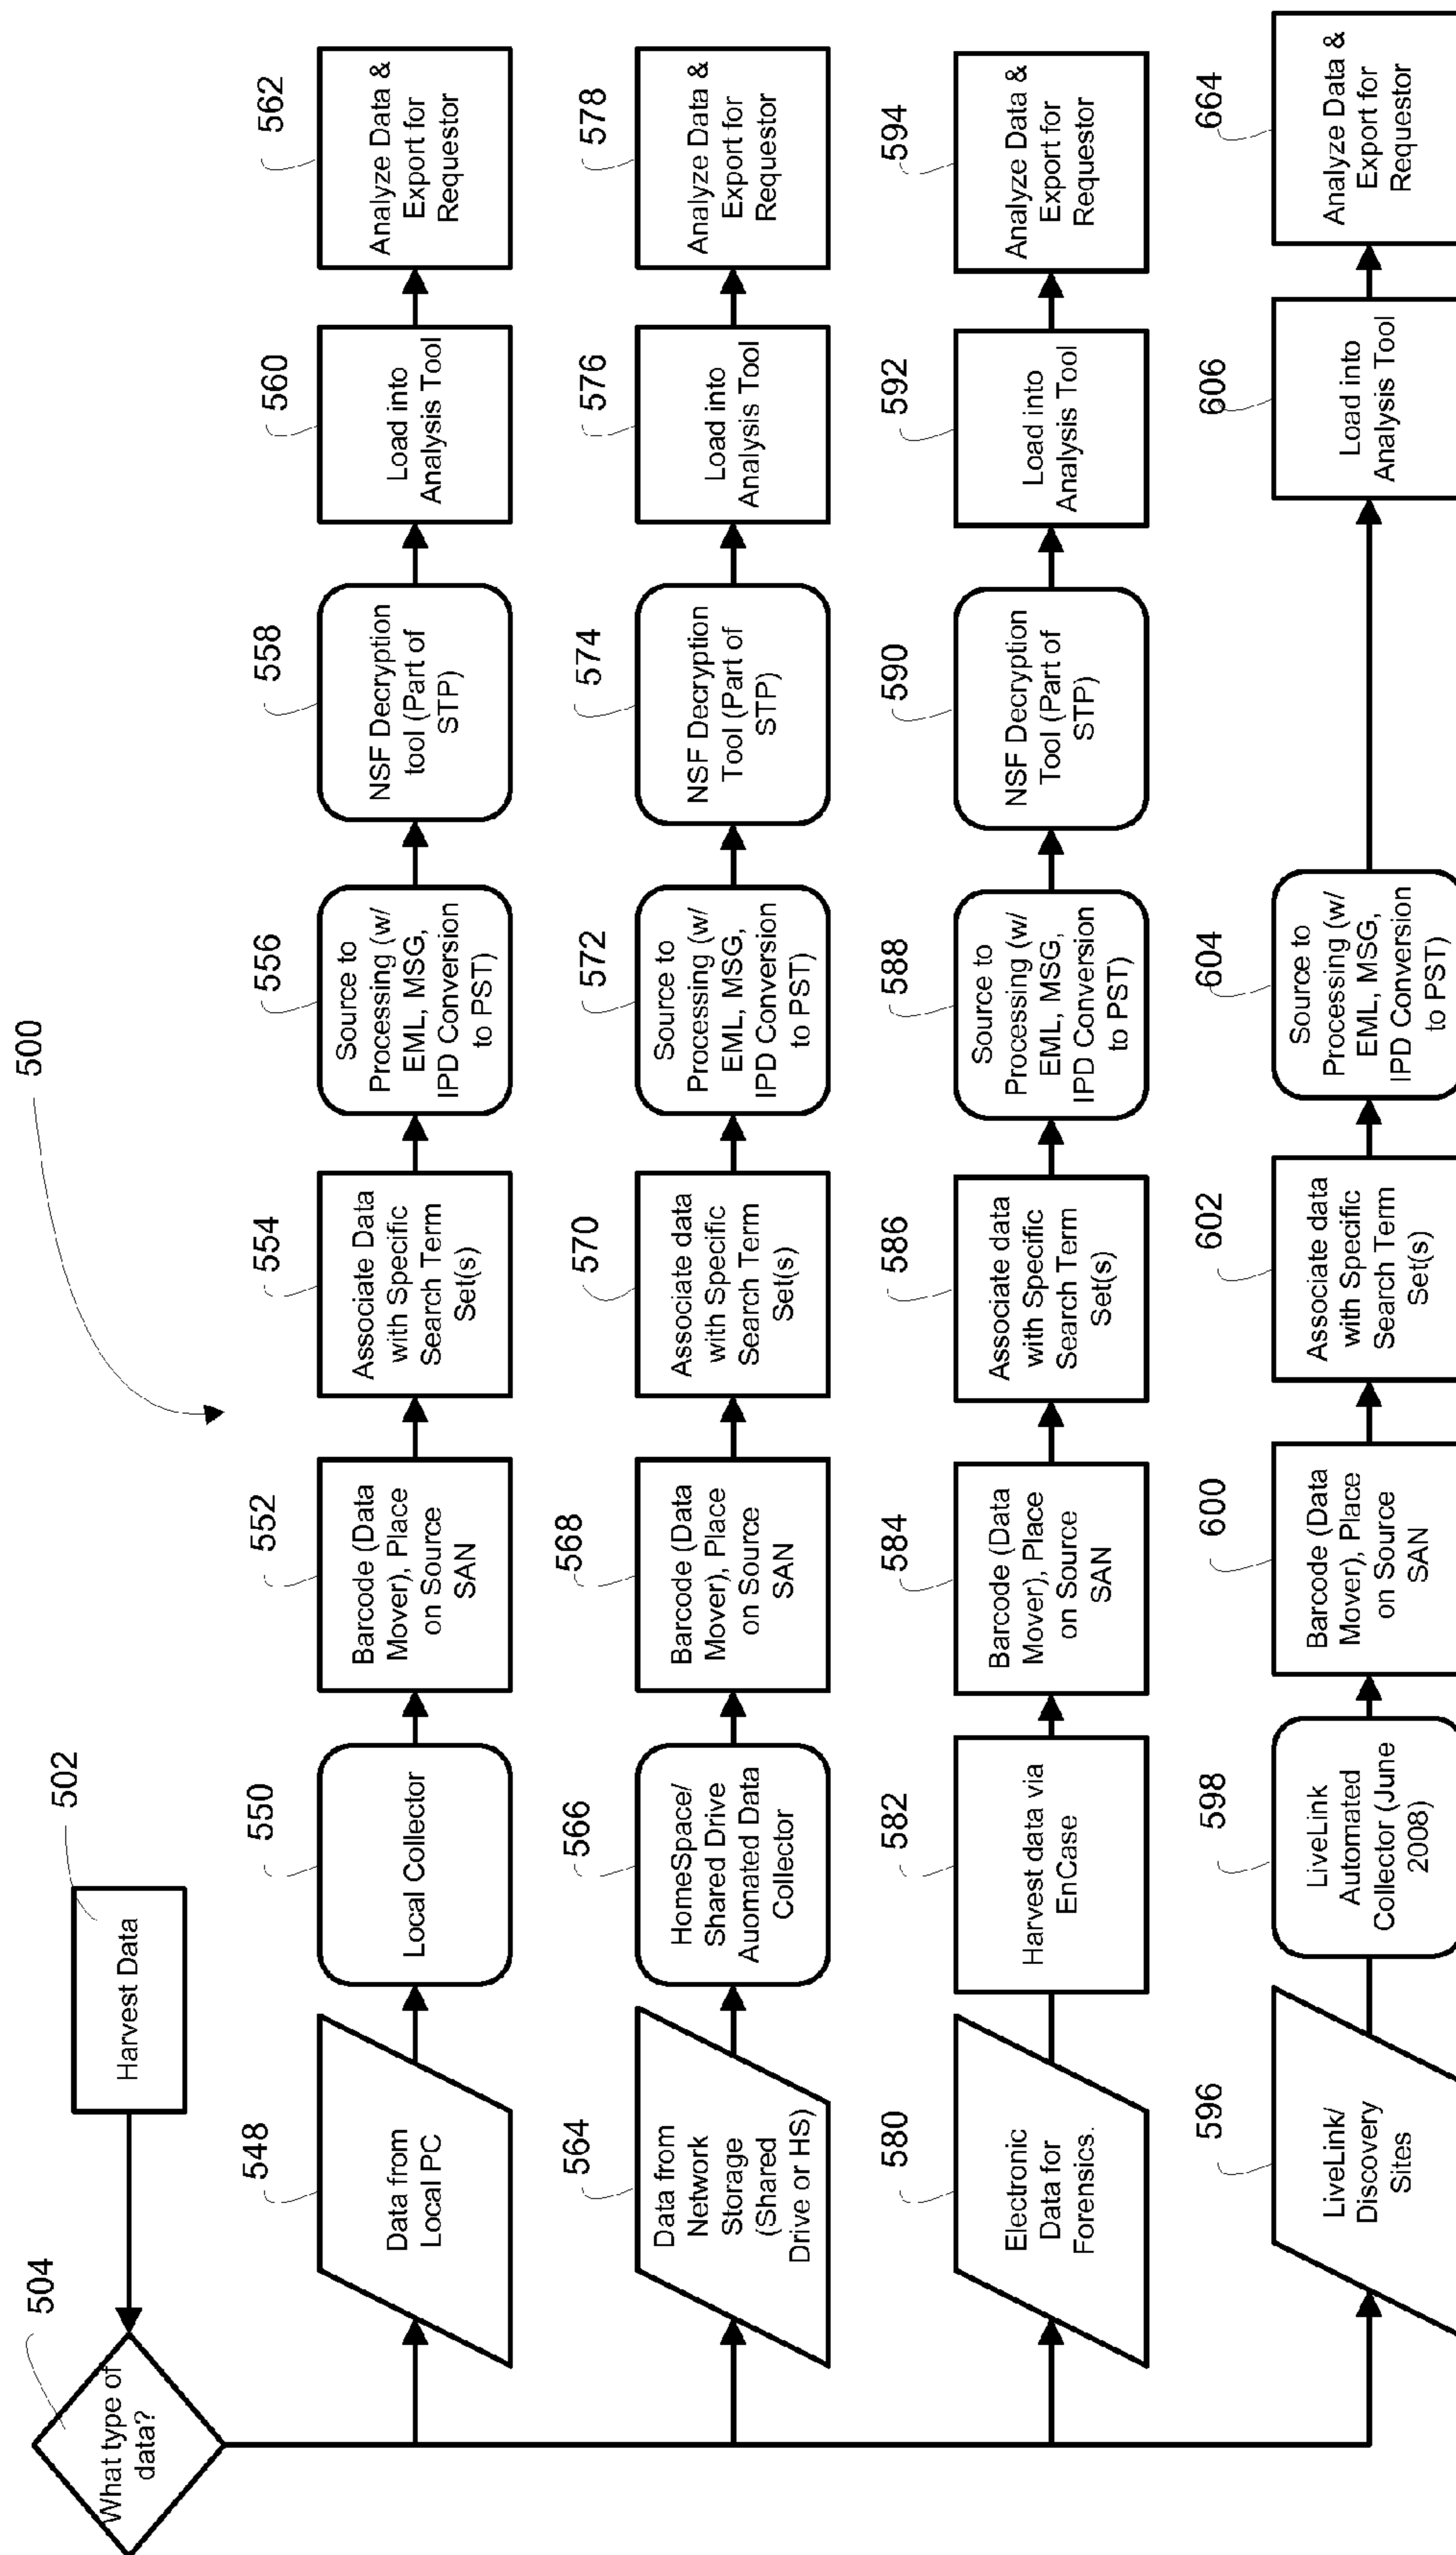 500
502
Harvest Data
504
What type of
data?
548
Data from
Local PC
550
Local Collector
552
Barcode (Data
Mover), Place
on Source
SAN
554
Associate Data
with Specific
Search Term
Set(s)
556
Source to
Processing (w/
EML, MSG,
IPD Conversion
to PST)
558
NSF Decryption
tool (Part of
STP)
560
Load into
Analysis Tool
562
Analyze Data &
Export for
Requestor
564
Data from
Network
Storage
(Shared
Drive or HS)
566
HomeSpace/
Shared Drive
Auomated Data
Collector
568
Barcode (Data
Mover), Place
on Source
SAN
570
Associate data
with Specific
Search Term
Set(s)
572
Source to
Processing (w/
EML, MSG,
IPD Conversion
to PST)
574
NSF Decryption
Tool (Part of
STP)
576
Load into
Analysis Tool
578
Analyze Data &
Export for
Requestor
580
Electronic
Data for
Forensics.
582
Harvest data via
EnCase
584
Barcode (Data
Mover), Place
on Source
SAN
586
Associate data
with Specific
Search Term
Set(s)
588
Source to
Processing (w/
EML, MSG,
IPD Conversion
to PST)
590
NSF Decryption
Tool (Part of
STP)
592
Load into
Analysis Tool
594
Analyze Data &
Export for
Requestor
596
LiveLink/
Discovery
Sites
598
LiveLink
Automated
Collector (June
2008)
600
Barcode (Data
Mover), Place
on Source
SAN
602
Associate data
with Specific
Search Term
Set(s)
604
Source to
Processing (w/
EML, MSG,
IPD Conversion
to PST)
606
Load into
Analysis Tool
664
Analyze Data &
Export for
Requestor